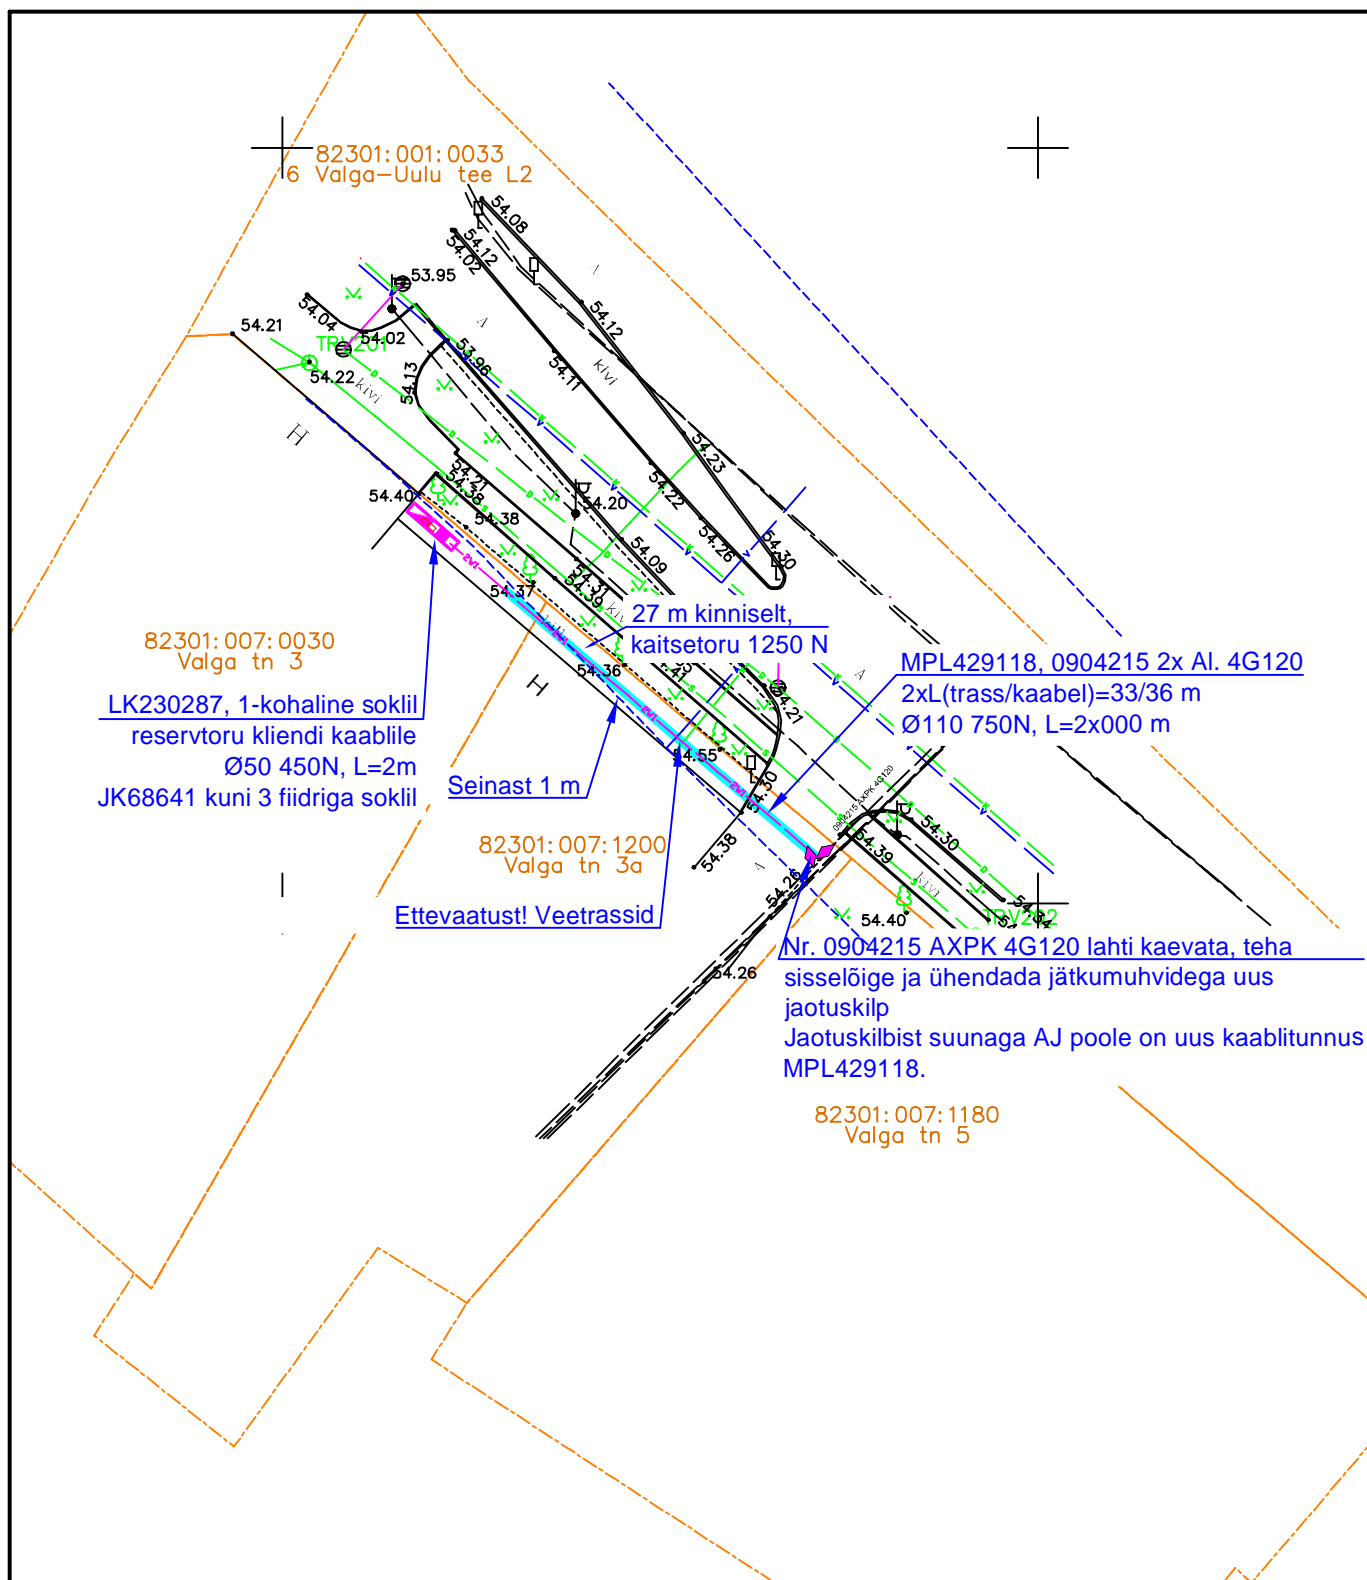 82301:001:0033
6 Valga-Uulu tee L2
54.08
54.12
54.02
53.95
A
54.04
54.02
54.12
A
54.21
TRV201
54.22
kivi
54.13
53.96
54.11
kivi
H
54.23
54.21
54.38
54.40
54.20
54.22
54.38
54.26
54.30
54.09
54.31
54.37
54.39
27 m kinniselt,
kaitsetoru 1250 N
82301:007:0030
Valga tn 3
54.36
H
A
MPL429118, 0904215 2x Al. 4G120
2xL(trass/kaabel)=33/36 m
Ø110 750N, L=2x000 m
LK230287, 1-kohaline soklil
reservtoru kliendi kaablile
Ø50 450N, L=2m
JK68641 kuni 3 fiidriga soklil
54.21
54.55
Seinast 1 m
54.30
0904215 AXPK 4G120
54.30
54.39
82301:007:1200
Valga tn 3a
54.38
A
54.26
kivi
Ettevaatust! Veetrassid
54.40
TRV202
54.34
54.26
Nr. 0904215 AXPK 4G120 lahti kaevata, teha
sisselõige ja ühendada jätkumuhvidega uus
jaotuskilp
Jaotuskilbist suunaga AJ poole on uus kaablitunnus
MPL429118.
82301:007:1180
Valga tn 5